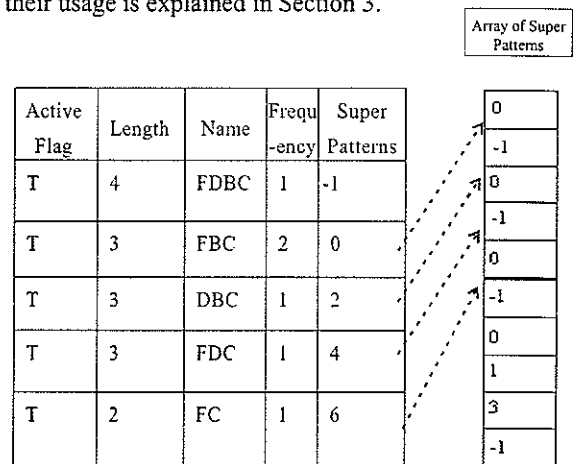 their usage is explained in Section 3.
Array of Super
Patterns
Active Flag Length Name Frequ-ency Super Patterns
T 4 FDBC 1 -1
T 3 FBC 2 0
T 3 DBC 1 2
T 3 FDC 1 4
T 2 FC 1 6
0
-1
0
-1
0
-1
0
1
3
-1